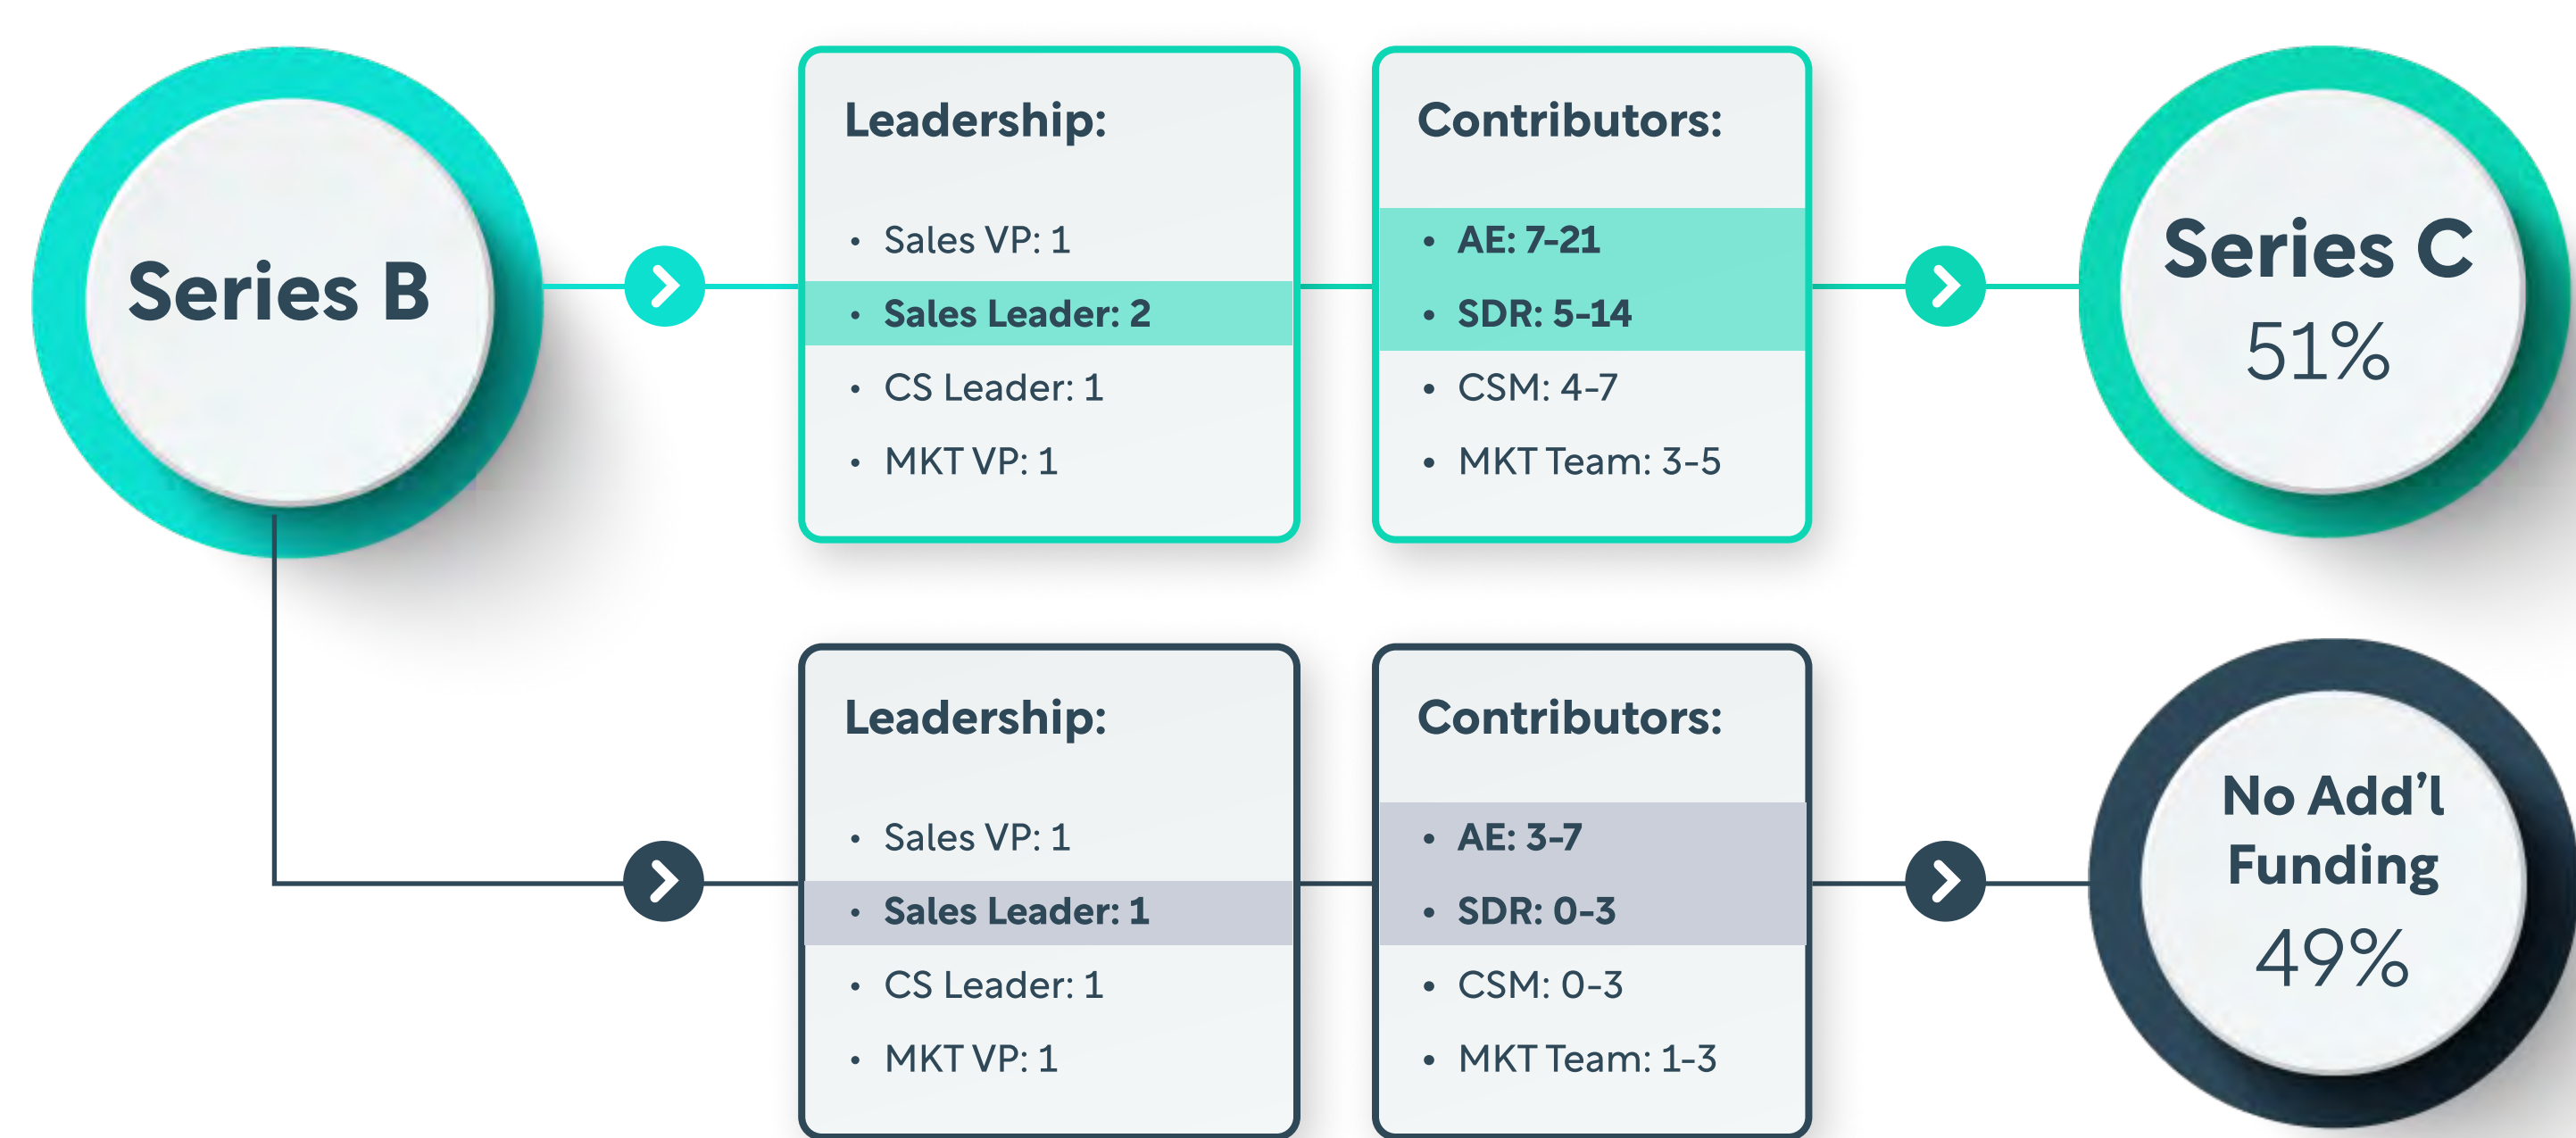 Series B
Leadership:
• Sales VP: 1
• Sales Leader: 2
• CS Leader: 1
• MKT VP: 1
Contributors:
• AE: 7-21
• SDR: 5-14
• CSM: 4-7
• MKT Team: 3-5
Series C
51%
Leadership:
• Sales VP: 1
• Sales Leader: 1
• CS Leader: 1
• MKT VP: 1
Contributors:
• AE: 3-7
• SDR: 0-3
• CSM: 0-3
• MKT Team: 1-3
No Add’l
Funding
49%